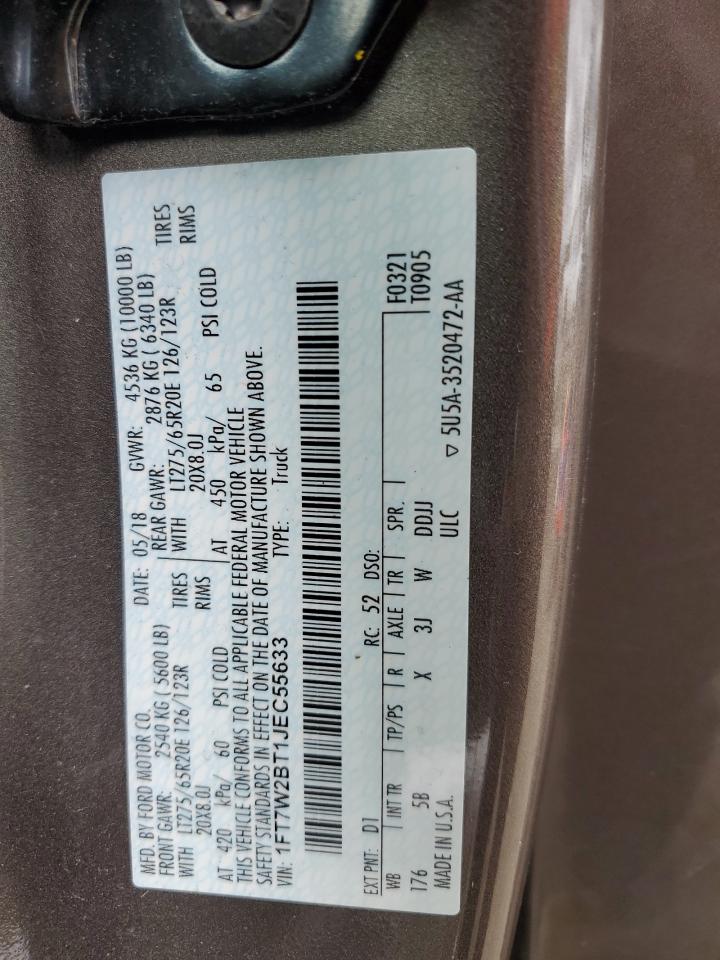 MFD. BY FORD MOTOR CO.
DATE: 05/18 GVWR: 4536 KG (10000 LB)
FRONT GAWR: 2540 KG ( 5600 LB) REAR GAWR: 2876 KG ( 6340 LB)
WITH LT275/65R20E 126/123R TIRES WITH LT275/65R20E 126/123R TIRES
20X8.0J RIMS 20X8.0J RIMS
AT 420 kPa/ 60 PSI COLD AT 450 kPa/ 65 PSI COLD
THIS VEHICLE CONFORMS TO ALL APPLICABLE FEDERAL MOTOR VEHICLE
SAFETY STANDARDS IN EFFECT ON THE DATE OF MANUFACTURE SHOWN ABOVE.
VIN: 1FT7W2BT1JEC55633 TYPE: Truck
EXT PNT: D1 RC: 52 DSO: F0321
WB INT TR TP/PS R AXLE TR SPR. T0905
176 5B X 3J W DDJJ
MADE IN U.S.A. ULC ▽ 5U5A-3520472-AA